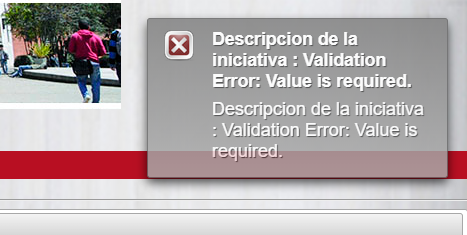 Descripcion de la
iniciativa : Validation
Error: Value is required.
Descripcion de la iniciativa
: Validation Error: Value is
required.